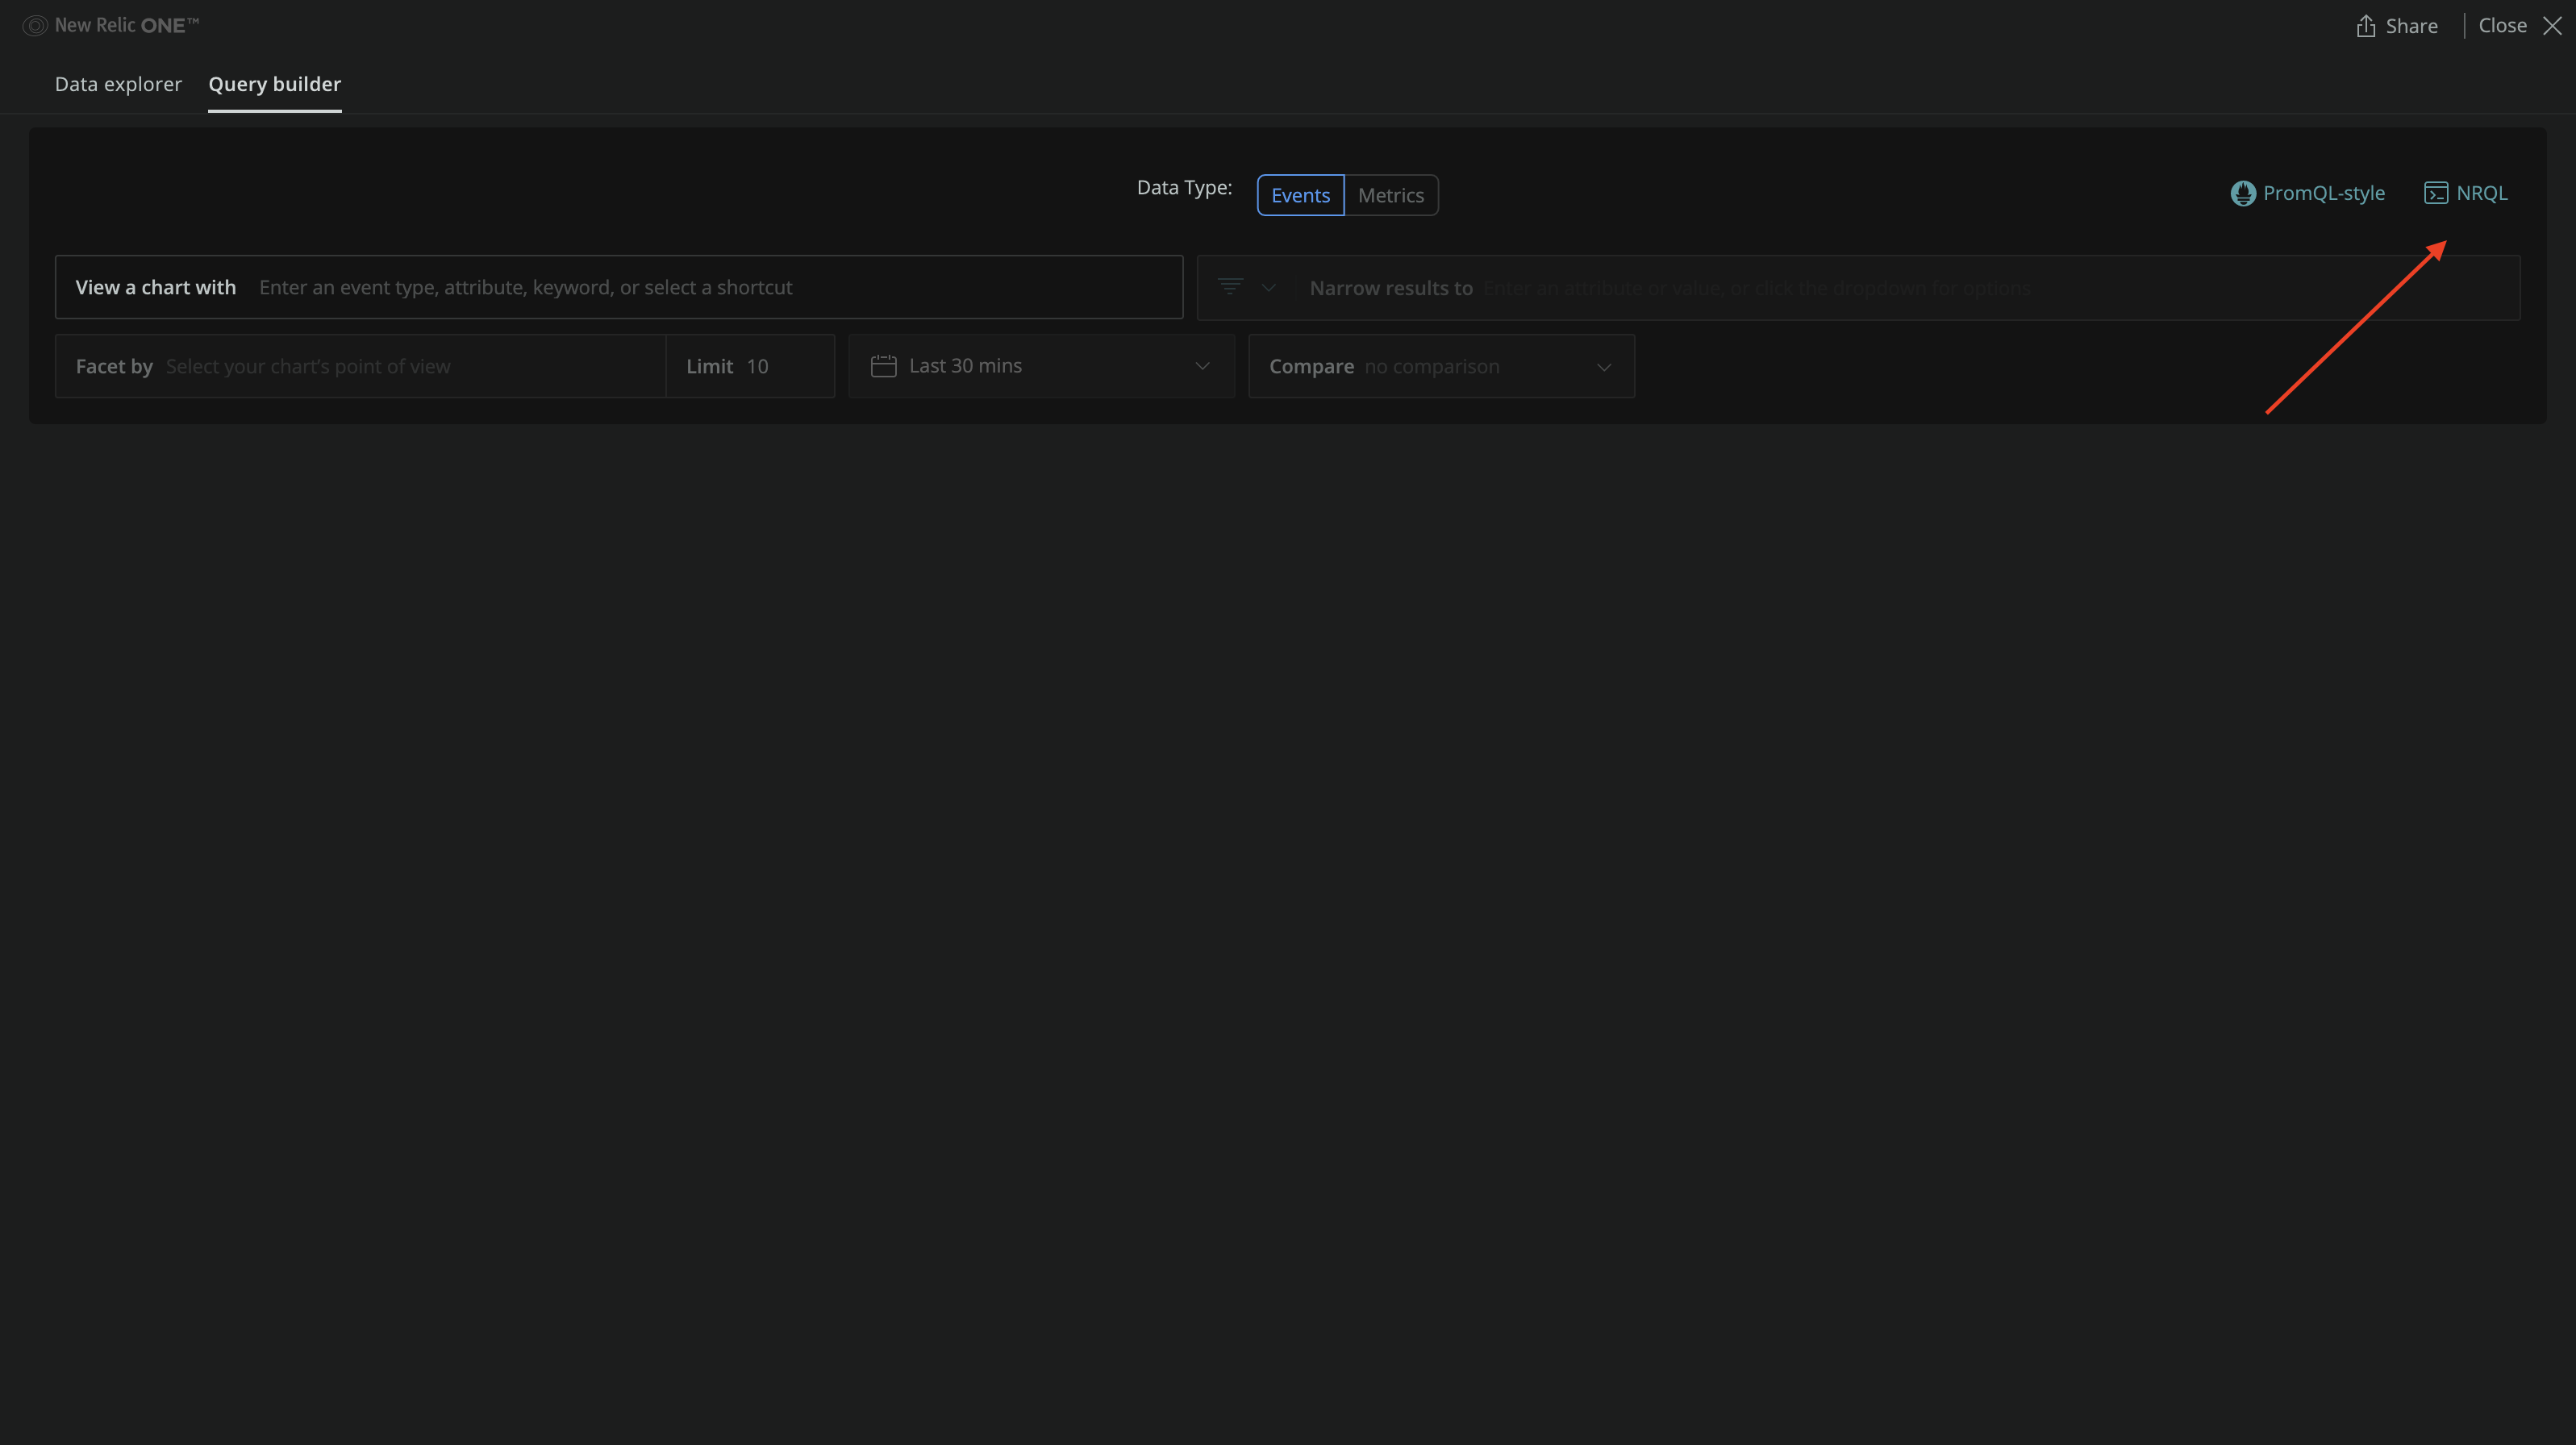 New Relic ONE™
Share
Close
Data explorer
Query builder
Data Type:
Events
Metrics
PromQL-style
NRQL
View a chart with Enter an event type, attribute, keyword, or select a shortcut
Narrow results to Enter an attribute or value, or click the dropdown for options
Facet by Select your chart's point of view
Limit 10
Last 30 mins
Compare no comparison